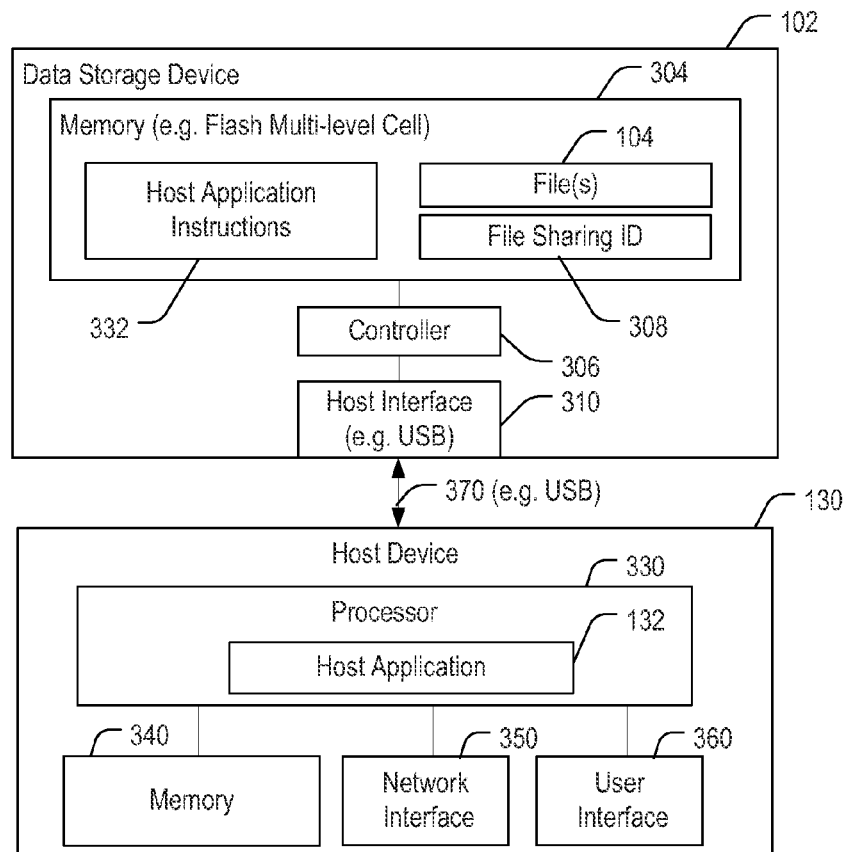 102
Data Storage Device
304
Memory (e.g. Flash Multi-level Cell)
104
Host Application
Instructions
File(s)
File Sharing ID
332
308
Controller
306
Host Interface
(e.g. USB)
310
370 (e.g. USB)
130
Host Device
330
Processor
132
Host Application
340
350
360
Memory
Network
Interface
User
Interface